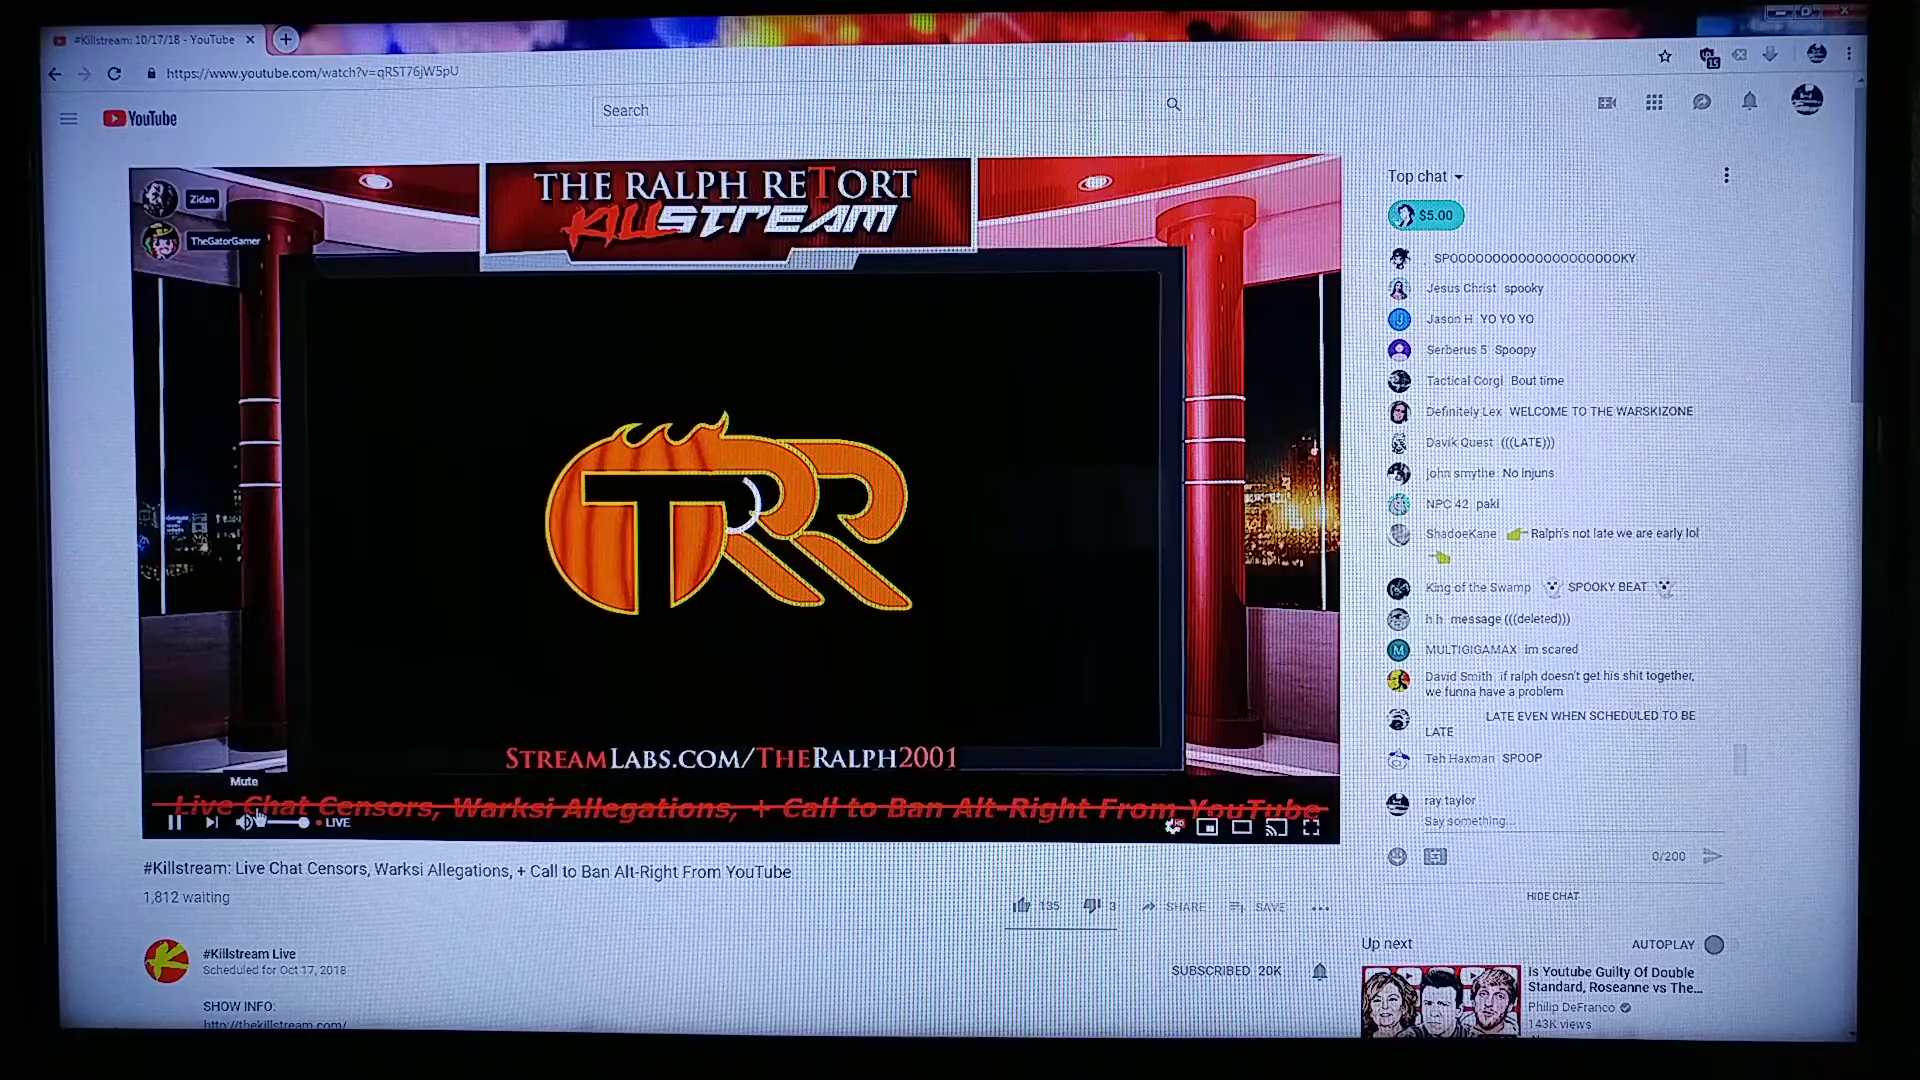 #Killstream: 10/17/18 - YouTube
https://www.youtube.com/watch?v=qRST76jW5pU
15
YouTube
Search
Zidan
TheGatorGamer
THE RALPH RETORT
KILLSTREAM
TRR
STREAMLABS.COM/THERALPH2001
Mute
Live Chat Censors, Warksi Allegations, + Call to Ban Alt-Right From YouTube
LIVE
HD
#Killstream: Live Chat Censors, Warksi Allegations, + Call to Ban Alt-Right From YouTube
1,812 waiting
135
3
SHARE
SAVE
#Killstream Live
Scheduled for Oct 17, 2018
SUBSCRIBED 20K
SHOW INFO:
http://thekillstream.com/
Top chat
$5.00
SPOOOOOOOOOOOOOOOOOOOKY
Jesus Christ spooky
J
Jason H YO YO YO
Serberus 5 Spoopy
Tactical Corgi Bout time
Definitely Lex WELCOME TO THE WARSKIZONE
Davik Quest (((LATE)))
john smythe No injuns
NPC 42 paki
ShadoeKane Ralph's not late we are early lol
King of the Swamp SPOOKY BEAT
h h message (((deleted)))
M
MULTIGIGAMAX im scared
David Smith if ralph doesn't get his shit together,
we funna have a problem
LATE EVEN WHEN SCHEDULED TO BE
LATE
Teh Haxman SPOOP
ray taylor
Say something...
0/200
HIDE CHAT
Up next
AUTOPLAY
Is Youtube Guilty Of Double
Standard, Roseanne vs The...
Philip DeFranco
143K views